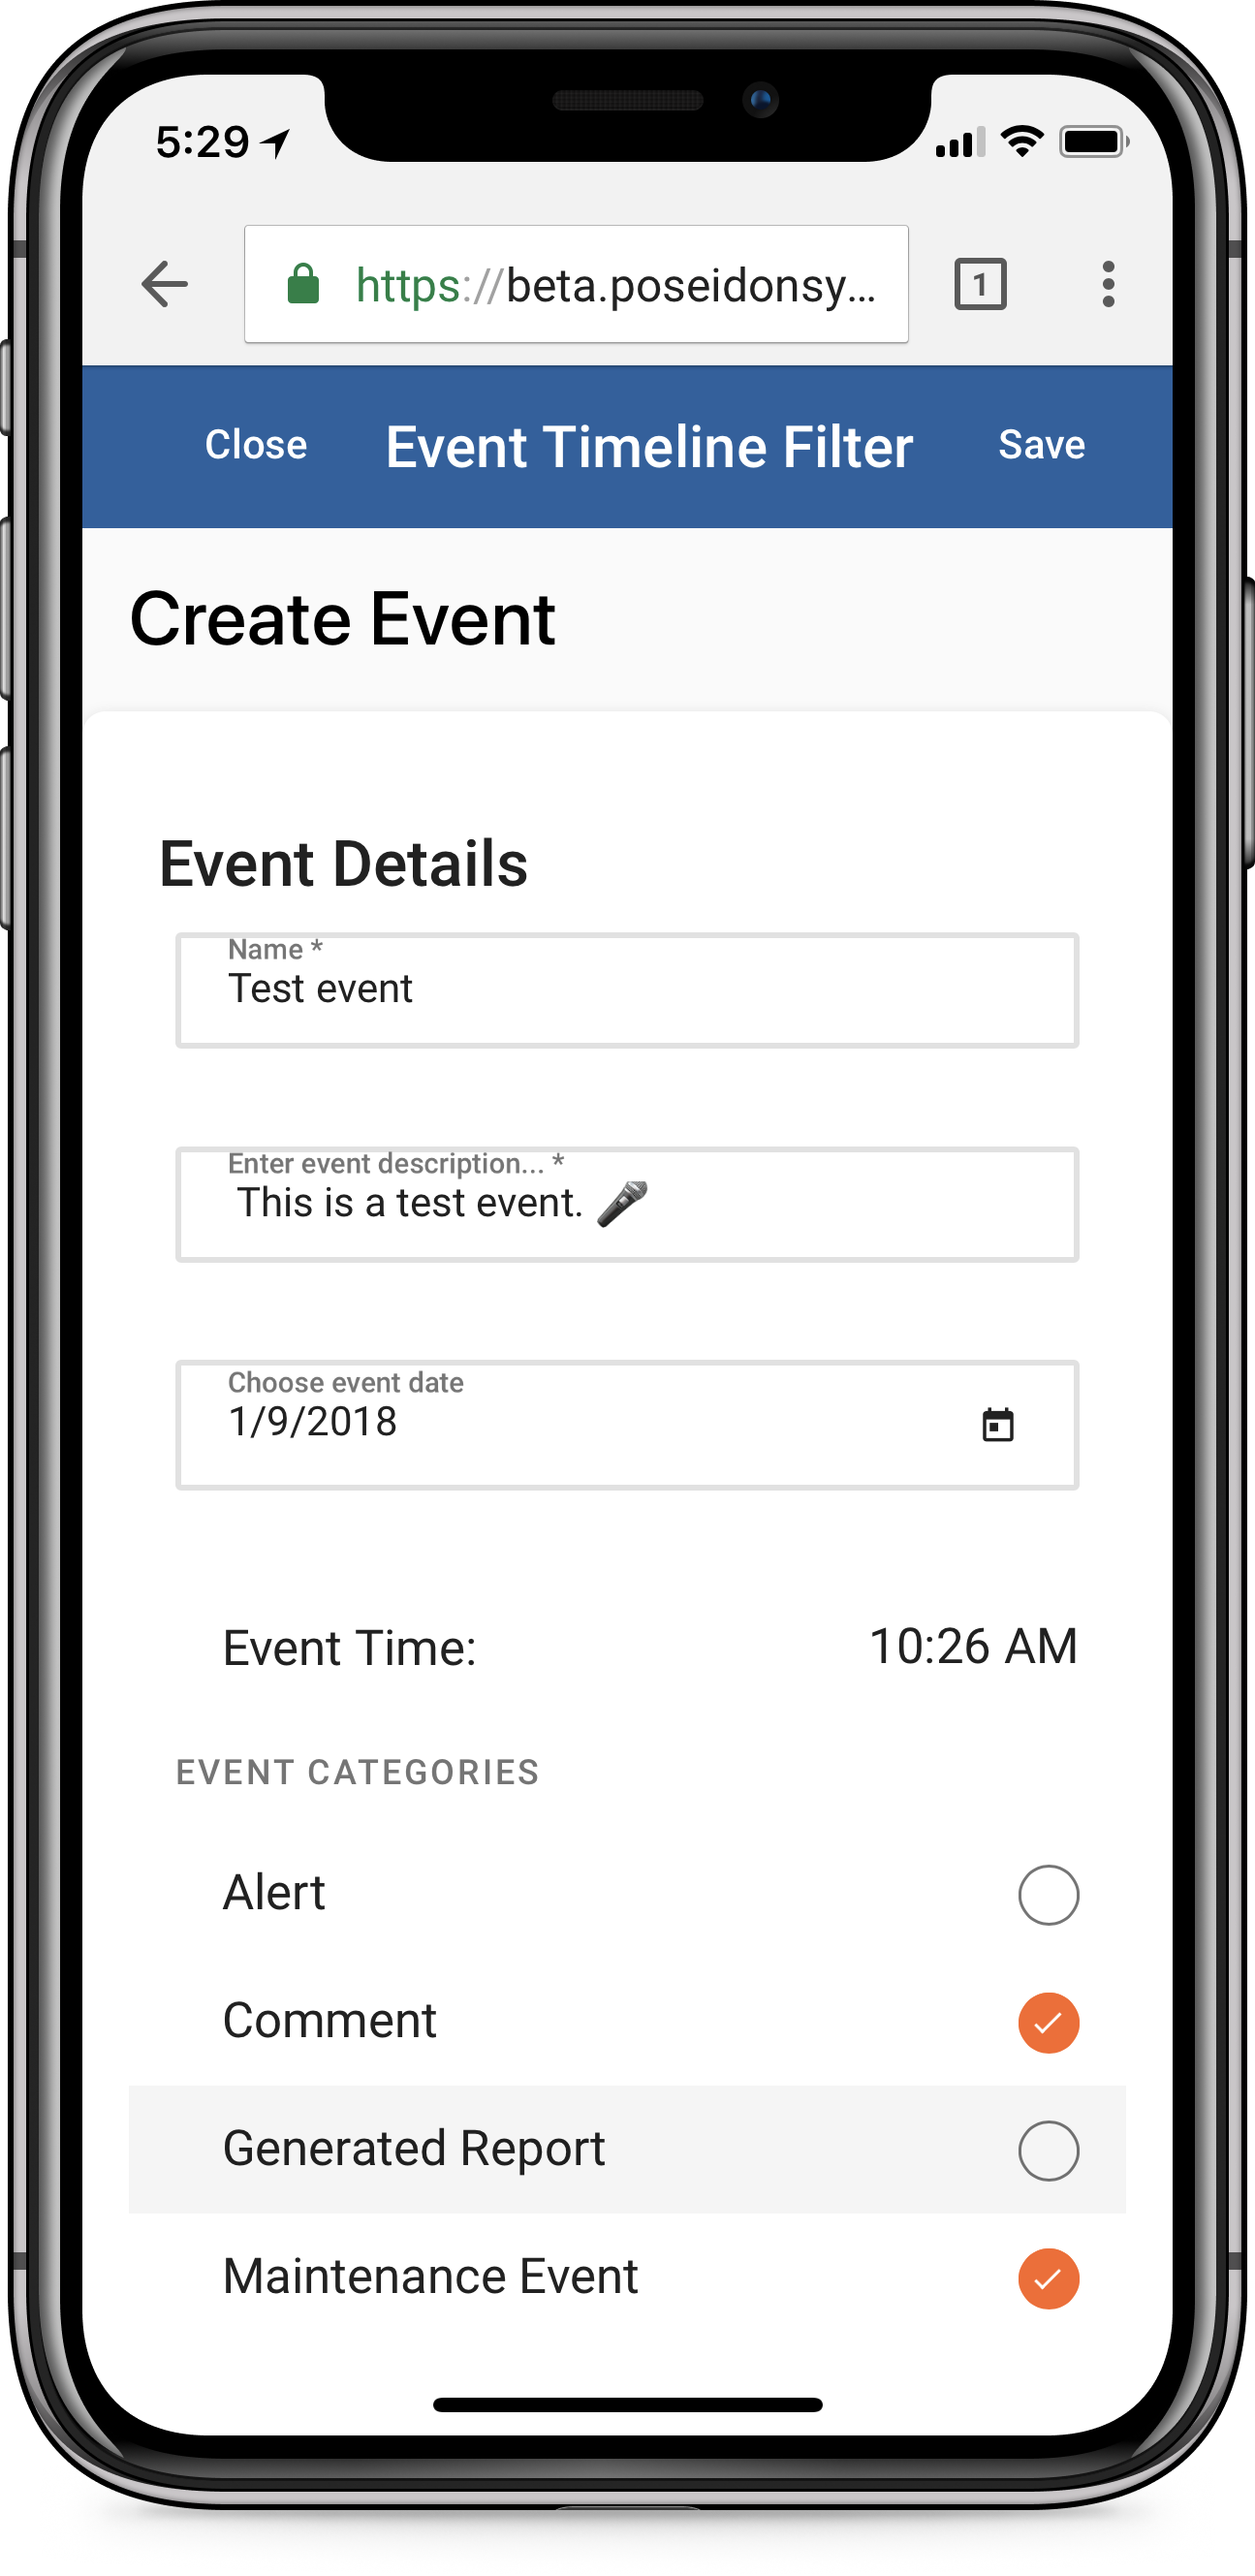 5:29
https://beta.poseidonsy...
1
Close Event Timeline Filter Save
Create Event
Event Details
Name *
Test event
Enter event description... *
This is a test event. 🎤
Choose event date
1/9/2018
Event Time: 10:26 AM
EVENT CATEGORIES
Alert
Comment
Generated Report
Maintenance Event